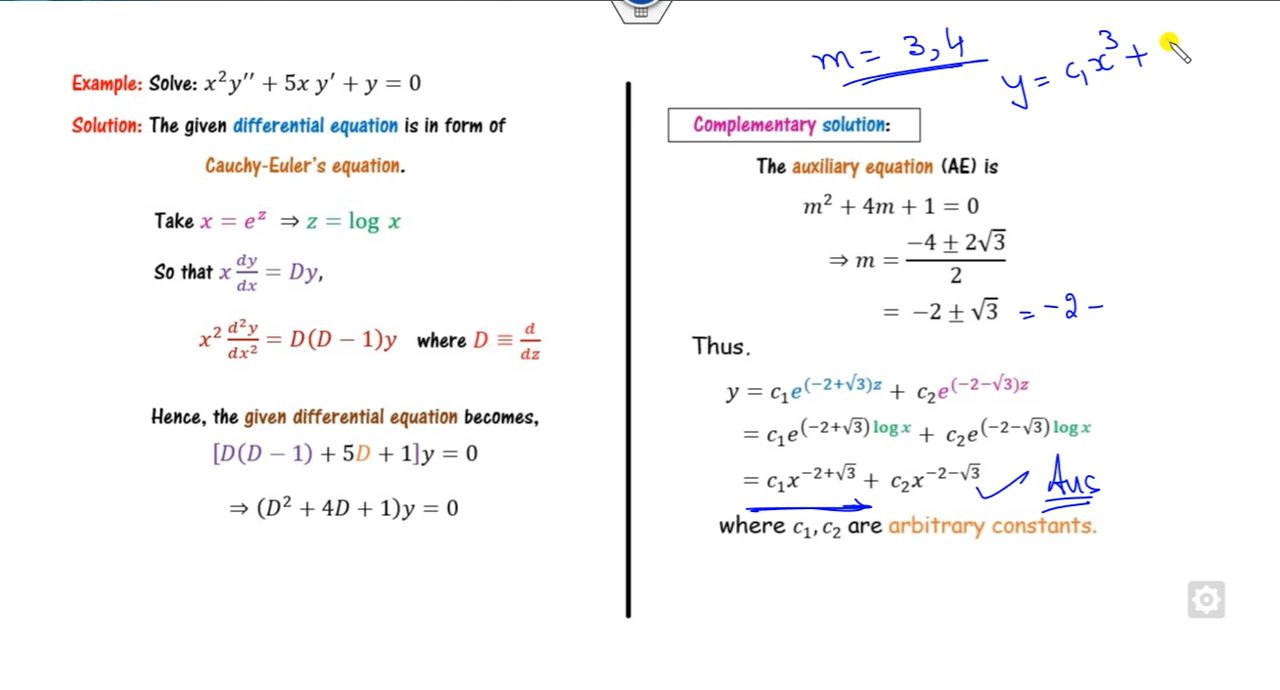 Example: Solve: x²y″ + 5x y′ + y = 0
Solution: The given differential equation is in form of
Cauchy-Euler's equation.
Take x = e^z ⇒ z = log x
So that x dy/dx = Dy,
x² d²y/dx² = D(D − 1)y where D ≡ d/dz
Hence, the given differential equation becomes,
[D(D − 1) + 5D + 1]y = 0
⇒ (D² + 4D + 1)y = 0
m = 3, 4
y = c₁x³ +
Complementary solution:
The auxiliary equation (AE) is
m² + 4m + 1 = 0
⇒ m = (−4 ± 2√3)/2
= −2 ± √3 = −2 −
Thus.
y = c₁e^(−2+√3)z + c₂e^(−2−√3)z
= c₁e^(−2+√3) log x + c₂e^(−2−√3) log x
= c₁x^−2+√3 + c₂x^−2−√3 ✓ Ans
where c₁, c₂ are arbitrary constants.